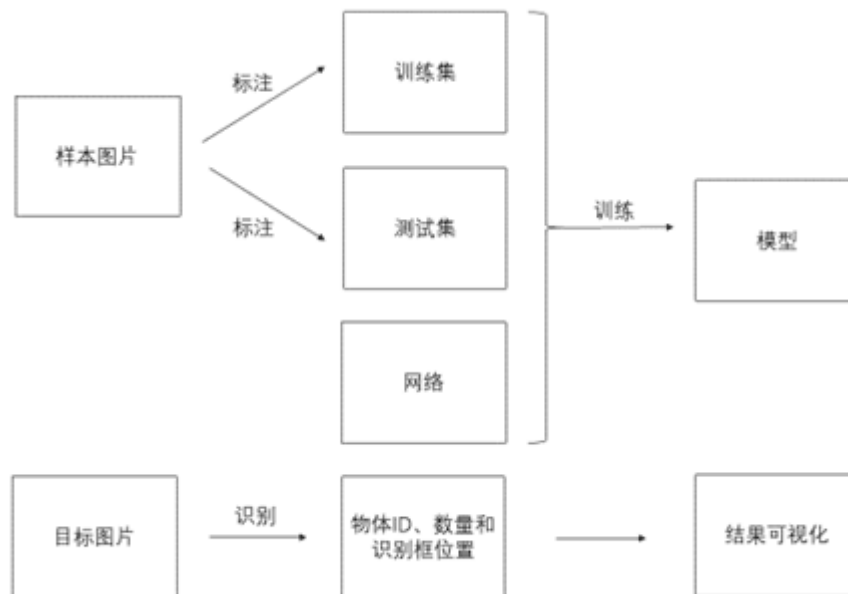 训练集
标注
样本图片
标注
测试集
训练
模型
网络
目标图片
识别
物体ID、数量和
识别框位置
结果可视化